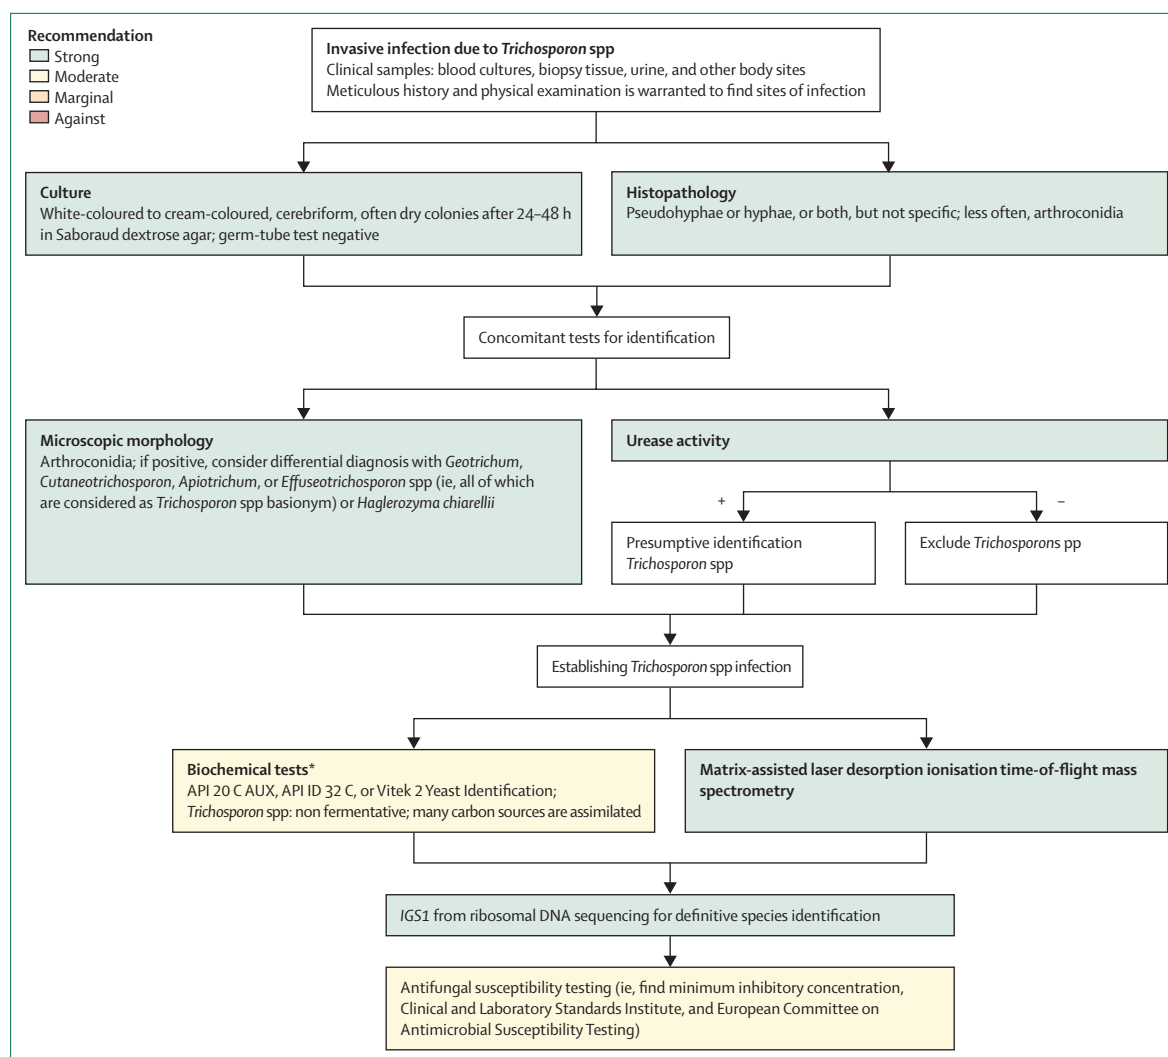 Recommendation
Strong
Moderate
Marginal
Against
Invasive infection due to Trichosporon spp
Clinical samples: blood cultures, biopsy tissue, urine, and other body sites
Meticulous history and physical examination is warranted to find sites of infection
Culture
White-coloured to cream-coloured, cerebriform, often dry colonies after 24–48 h
in Saboraud dextrose agar; germ-tube test negative
Histopathology
Pseudohyphae or hyphae, or both, but not specific; less often, arthroconidia
Concomitant tests for identification
Microscopic morphology
Arthroconidia; if positive, consider differential diagnosis with Geotrichum,
Cutaneotrichosporon, Apiotrichum, or Effuseotrichosporon spp (ie, all of which
are considered as Trichosporon spp basionym) or Haglerozyma chiarellii
Urease activity
+
–
Presumptive identification
Trichosporon spp
Exclude Trichosporons pp
Establishing Trichosporon spp infection
Biochemical tests*
API 20 C AUX, API ID 32 C, or Vitek 2 Yeast Identification;
Trichosporon spp: non fermentative; many carbon sources are assimilated
Matrix-assisted laser desorption ionisation time-of-flight mass
spectrometry
IGS1 from ribosomal DNA sequencing for definitive species identification
Antifungal susceptibility testing (ie, find minimum inhibitory concentration,
Clinical and Laboratory Standards Institute, and European Committee on
Antimicrobial Susceptibility Testing)